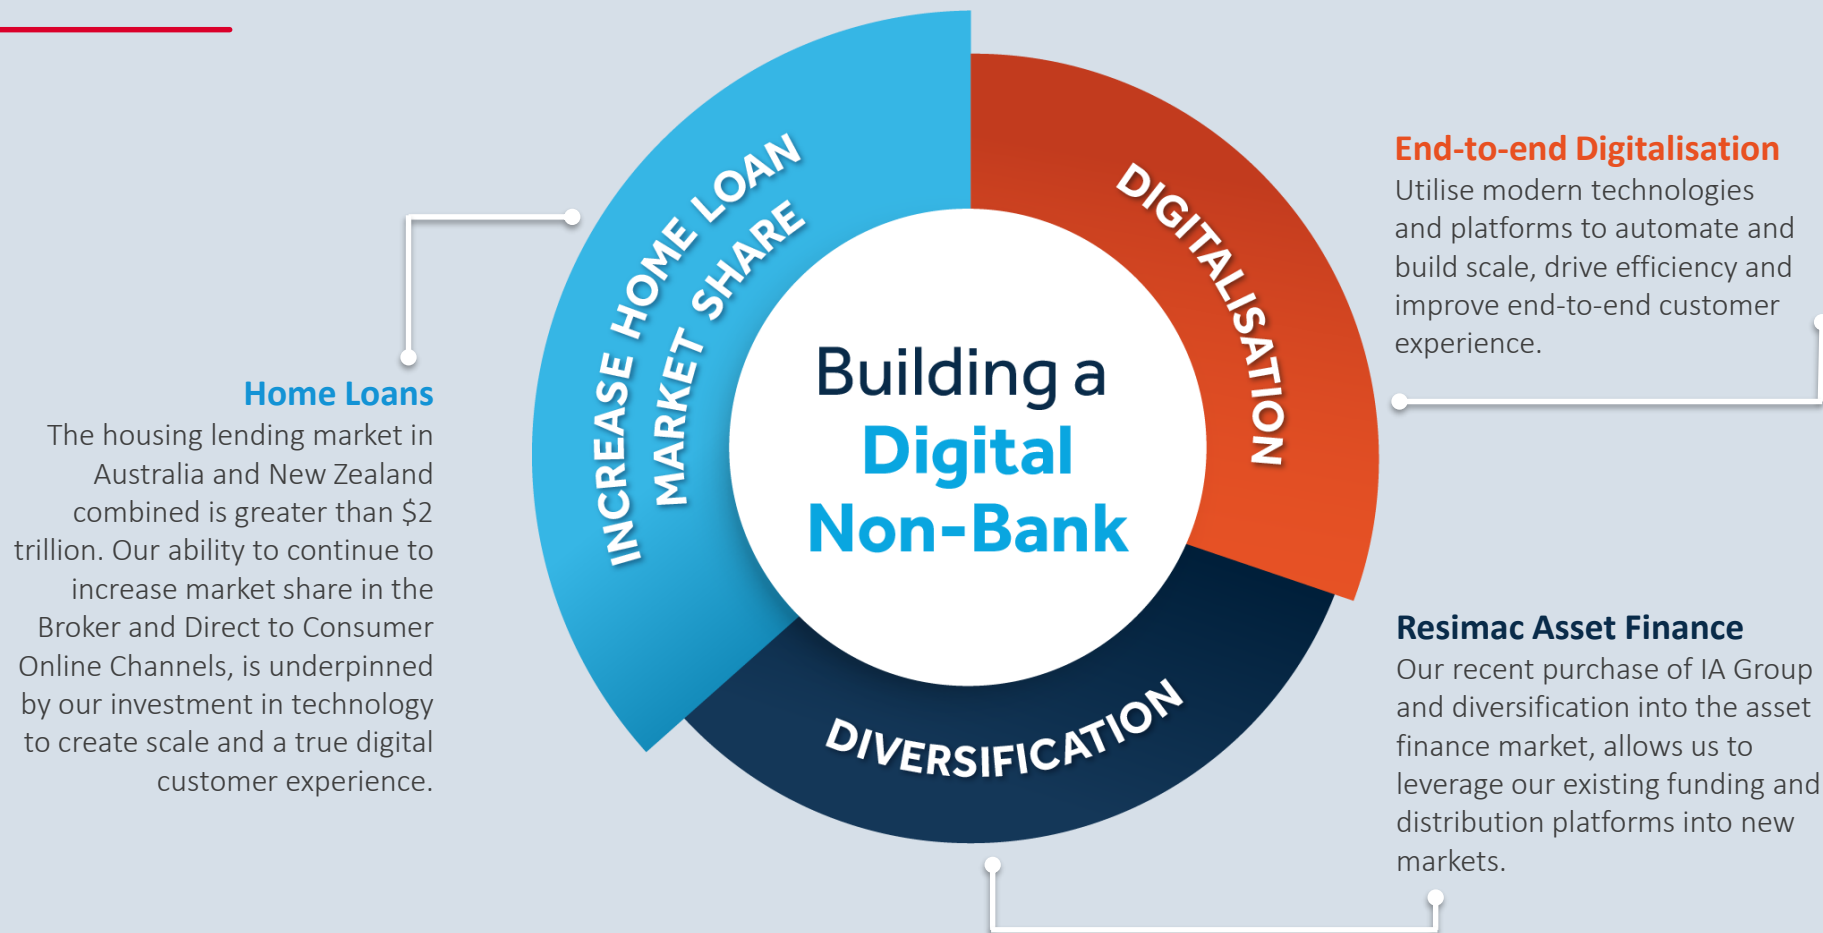 INCREASE HOME LOAN
MARKET SHARE
DIGITALISATION
DIVERSIFICATION
Building a
Digital
Non-Bank
Home Loans
The housing lending market in
Australia and New Zealand
combined is greater than $2
trillion. Our ability to continue to
increase market share in the
Broker and Direct to Consumer
Online Channels, is underpinned
by our investment in technology
to create scale and a true digital
customer experience.
End-to-end Digitalisation
Utilise modern technologies
and platforms to automate and
build scale, drive efficiency and
improve end-to-end customer
experience.
Resimac Asset Finance
Our recent purchase of IA Group
and diversification into the asset
finance market, allows us to
leverage our existing funding and
distribution platforms into new
markets.